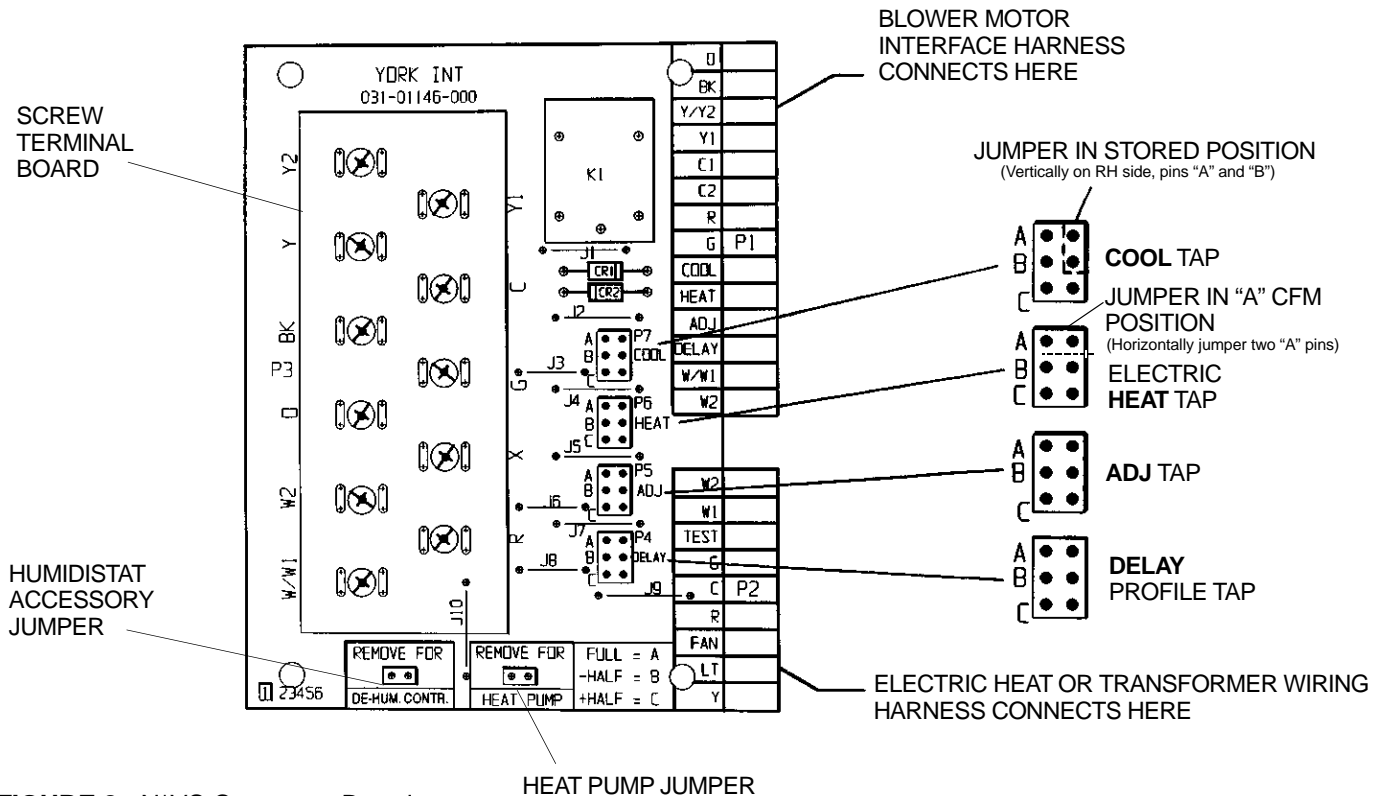 BLOWER MOTOR
INTERFACE HARNESS
CONNECTS HERE
YORK INT
031-01146-000
SCREW
TERMINAL
BOARD
Y2
Y
BK
P3
O
W2
W/W1
Y1
C
G
X
R
K1
J1
CR1
CR2
J2
J3
J4
J5
J6
J7
J8
J9
J10
A
B
C
P7
COOL
A
B
C
P6
HEAT
A
B
C
P5
ADJ
A
B
C
P4
DELAY
O
BK
Y/Y2
Y1
C1
C2
R
G P1
COOL
HEAT
ADJ
DELAY
W/W1
W2
W2
W1
TEST
G
C P2
R
FAN
LT
Y
JUMPER IN STORED POSITION
(Vertically on RH side, pins “A” and “B”)
A
B
C
COOL TAP
JUMPER IN “A” CFM
POSITION
(Horizontally jumper two “A” pins)
A
B
C
ELECTRIC
HEAT TAP
A
B
C
ADJ TAP
A
B
C
DELAY
PROFILE TAP
HUMIDISTAT
ACCESSORY
JUMPER
REMOVE FOR
DE-HUM. CONTR.
REMOVE FOR
HEAT PUMP
FULL = A
-HALF = B
+HALF = C
1 23456
ELECTRIC HEAT OR TRANSFORMER WIRING
HARNESS CONNECTS HERE
HEAT PUMP JUMPER